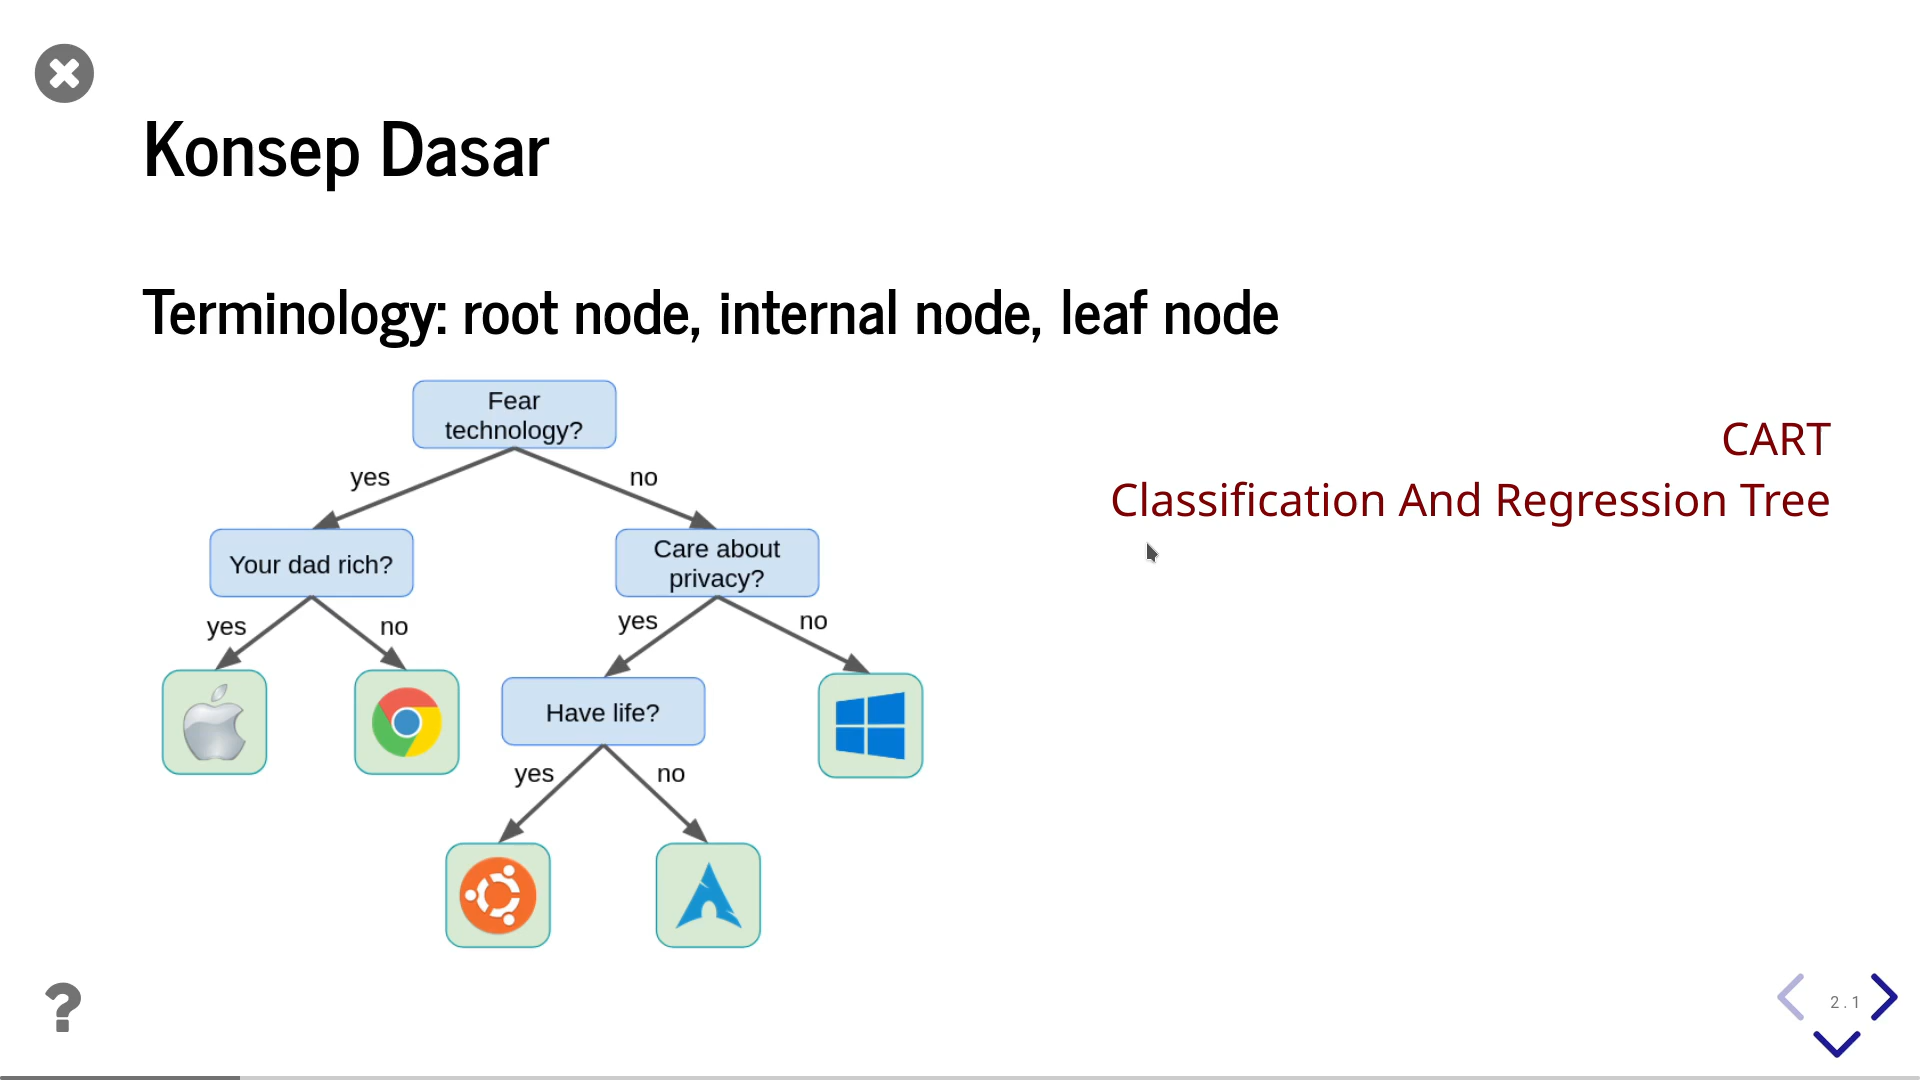 Konsep Dasar
Terminology: root node, internal node, leaf node
Fear
technology?
yes
no
CART
Classification And Regression Tree
Your dad rich?
Care about
privacy?
yes
no
yes
no
Have life?
yes
no
?
2.1